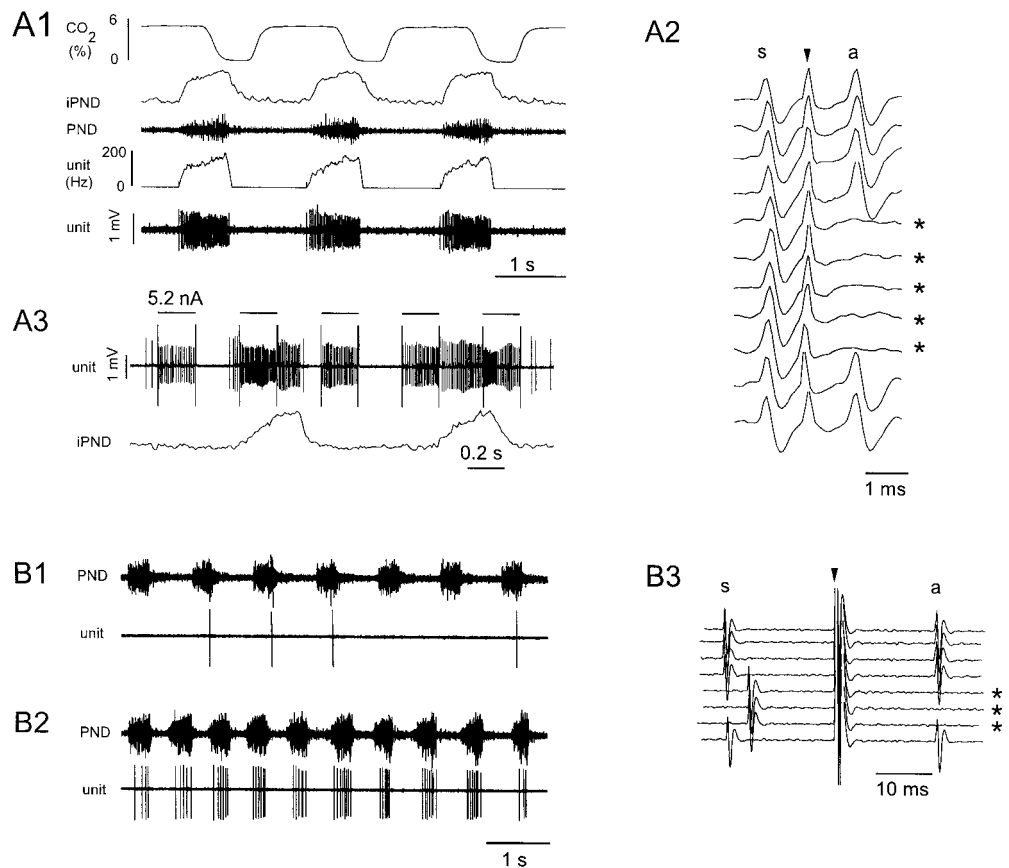 A1
CO2
(%)
6
0
iPND
PND
unit
(Hz)
200
0
unit
1 mV
1 s
A2
s
a
*
*
*
*
*
1 ms
A3
5.2 nA
unit
1 mV
iPND
0.2 s
B1
PND
unit
B2
PND
unit
1 s
B3
s
a
*
*
*
10 ms